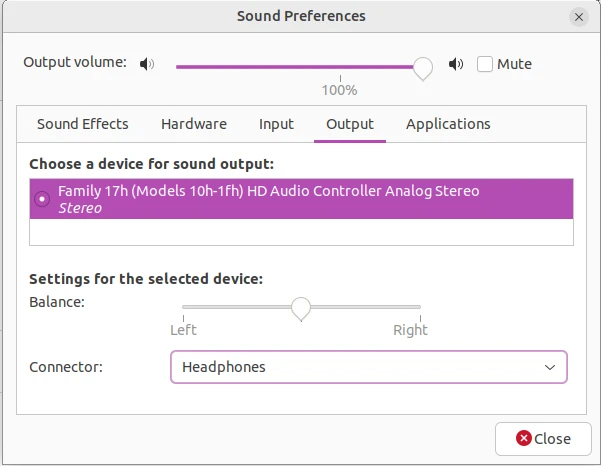 Sound Preferences
Output volume:
Mute
100%
Sound Effects
Hardware
Input
Output
Applications
Choose a device for sound output:
Family 17h (Models 10h-1fh) HD Audio Controller Analog Stereo
Stereo
Settings for the selected device:
Balance:
Left
Right
Connector:
Headphones
Close